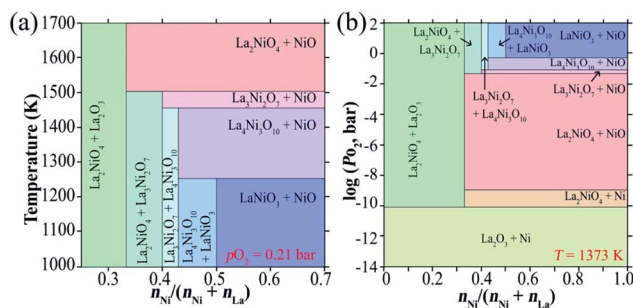 (a)
1700
1600
1500
1400
1300
1200
1100
1000
Temperature (K)
La₂NiO₄ + La₂O₃
La₂NiO₄ + NiO
La₃Ni₂O₇ + NiO
La₄Ni₃O₁₀ + NiO
La₂NiO₄ + La₃Ni₂O₇
La₃Ni₂O₇ + La₄Ni₃O₁₀
La₄Ni₃O₁₀
+ LaNiO₃
LaNiO₃ + NiO
pO₂ = 0.21 bar
0.3
0.4
0.5
0.6
0.7
nNi/(nNi + nLa)
(b)
2
0
-2
-4
-6
-8
-10
-12
-14
log (Po₂, bar)
La₂NiO₄ +
La₃Ni₂O₇
La₄Ni₃O₁₀
+ LaNiO₃
LaNiO₃ + NiO
La₄Ni₃O₁₀ + NiO
La₃Ni₂O₇
+ La₄Ni₃O₁₀
La₃Ni₂O₇ + NiO
La₂NiO₄ + La₂O₃
La₂NiO₄ + NiO
La₂NiO₄ + Ni
La₂O₃ + Ni
T = 1373 K
0
0.2
0.4
0.6
0.8
1.0
nNi/(nNi + nLa)